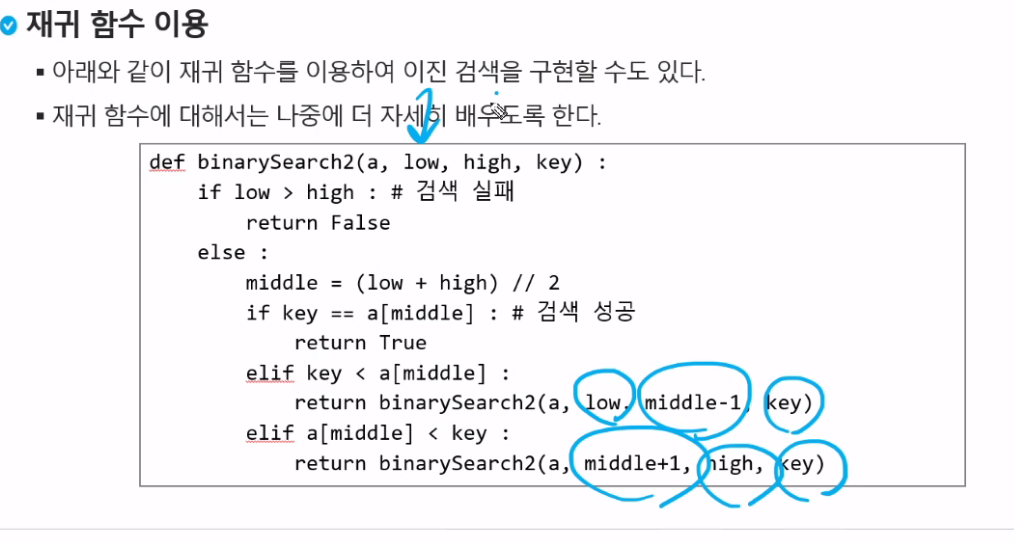 재귀 함수 이용
▪ 아래와 같이 재귀 함수를 이용하여 이진 검색을 구현할 수도 있다.
▪ 재귀 함수에 대해서는 나중에 더 자세히 배우도록 한다.
def binarySearch2(a, low, high, key) :
    if low > high : # 검색 실패
        return False
    else :
        middle = (low + high) // 2
        if key == a[middle] : # 검색 성공
            return True
        elif key < a[middle] :
            return binarySearch2(a, low, middle-1, key)
        elif a[middle] < key :
            return binarySearch2(a, middle+1, high, key)